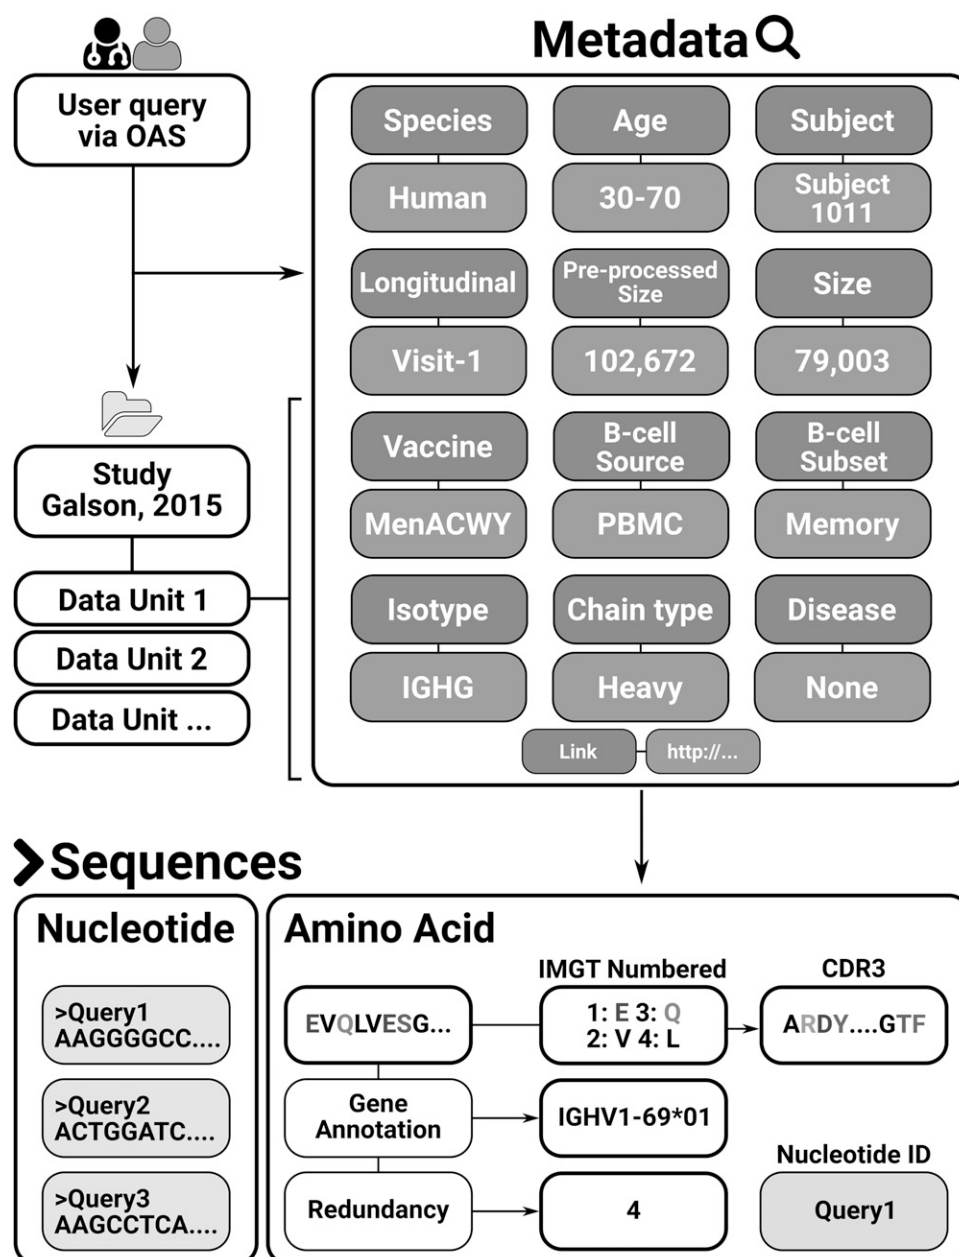 User query
via OAS
Metadata
Species
Age
Subject
Human
30-70
Subject
1011
Longitudinal
Pre-processed
Size
Size
Visit-1
102,672
79,003
Vaccine
B-cell
Source
B-cell
Subset
MenACWY
PBMC
Memory
Isotype
Chain type
Disease
IGHG
Heavy
None
Link
http://...
Study
Galson, 2015
Data Unit 1
Data Unit 2
Data Unit ...
Sequences
Nucleotide
>Query1
AAGGGGCC....
>Query2
ACTGGATC....
>Query3
AAGCCTCA....
Amino Acid
IMGT Numbered
CDR3
EVQLVESG...
1: E 3: Q
2: V 4: L
ARDY....GTF
Gene
Annotation
IGHV1-69*01
Redundancy
4
Nucleotide ID
Query1